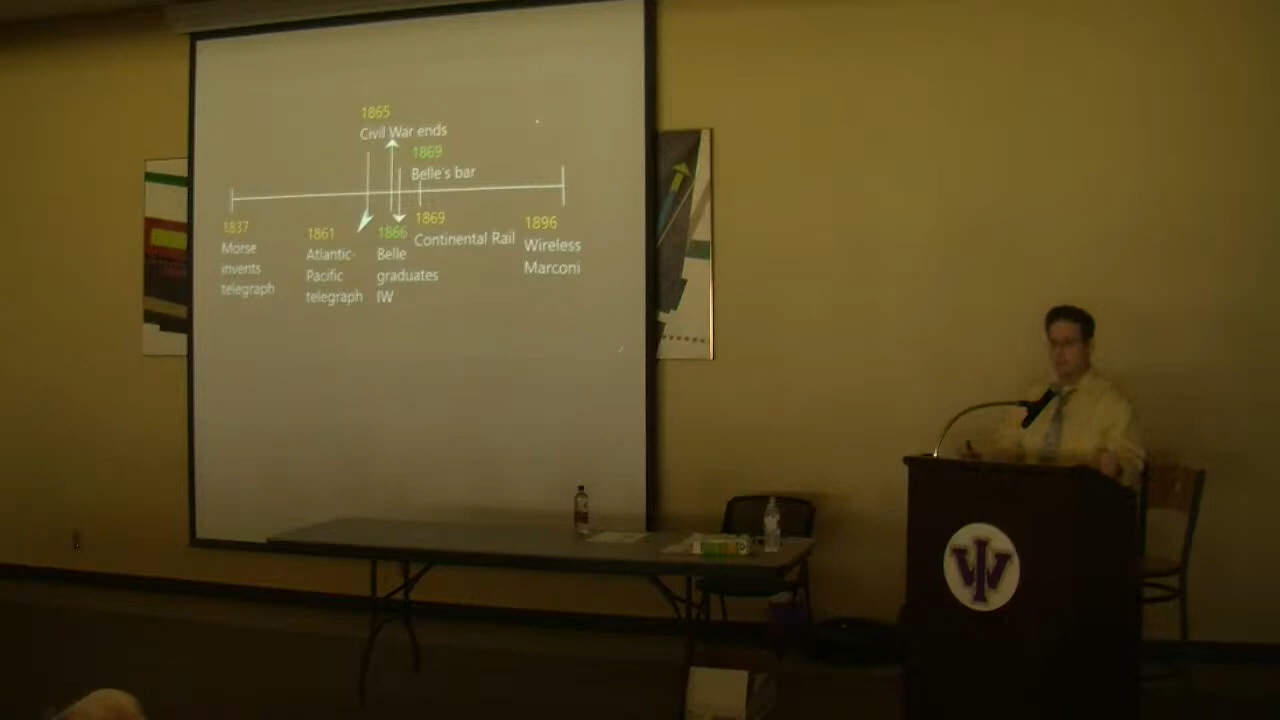 1865
Civil War ends
1869
Belle's bar
1837
Morse
invents
telegraph
1861
Atlantic-
Pacific
telegraph
1866
Belle
graduates
IW
1869
Continental Rail
1896
Wireless
Marconi
IW